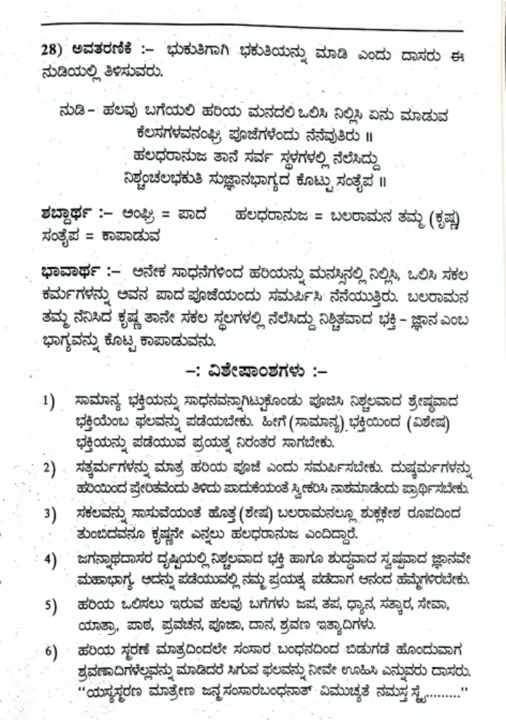 28) ಅವತರಣಿಕೆ :– ಭುಕುತಿಗಾಗಿ ಭಕುತಿಯನ್ನು ಮಾಡಿ ಎಂದು ದಾಸರು ಈ
ನುಡಿಯಲ್ಲಿ ತಿಳಿಸುವರು.
ನುಡಿ – ಹಲವು ಬಗೆಯಲಿ ಹರಿಯ ಮನದಲಿ ಒಲಿಸಿ ನಿಲ್ಲಿಸಿ ಏನು ಮಾಡುವ
ಕೆಲಸಗಳವನಂಘ್ರಿ ಪೂಜೆಗಳೆಂದು ನೆನೆವುತಿರು ॥
ಹಲಧರಾನುಜ ತಾನೆ ಸರ್ವ ಸ್ಥಳಗಳಲ್ಲಿ ನೆಲೆಸಿದ್ದು
ನಿಶ್ಚಂಚಲಭಕುತಿ ಸುಜ್ಞಾನಭಾಗ್ಯದ ಕೊಟ್ಟು ಸಂತೈಪ ॥
ಶಬ್ದಾರ್ಥ :– ಅಂಘ್ರಿ = ಪಾದ ಹಲಧರಾನುಜ = ಬಲರಾಮನ ತಮ್ಮ (ಕೃಷ್ಣ)
ಸಂತೈಪ = ಕಾಪಾಡುವ
ಭಾವಾರ್ಥ :– ಅನೇಕ ಸಾಧನೆಗಳಿಂದ ಹರಿಯನ್ನು ಮನಸ್ಸಿನಲ್ಲಿ ನಿಲ್ಲಿಸಿ, ಒಲಿಸಿ ಸಕಲ
ಕರ್ಮಗಳನ್ನು ಅವನ ಪಾದ ಪೂಜೆಯಂದು ಸಮರ್ಪಿಸಿ ನೆನೆಯುತ್ತಿರು. ಬಲರಾಮನ
ತಮ್ಮ ನೆನಿಸಿದ ಕೃಷ್ಣ ತಾನೇ ಸಕಲ ಸ್ಥಲಗಳಲ್ಲಿ ನೆಲೆಸಿದ್ದು ನಿಶ್ಚಿತವಾದ ಭಕ್ತಿ – ಜ್ಞಾನ ಎಂಬ
ಭಾಗ್ಯವನ್ನು ಕೊಟ್ಟ ಕಾಪಾಡುವನು.
–: ವಿಶೇಷಾಂಶಗಳು :–
1) ಸಾಮಾನ್ಯ ಭಕ್ತಿಯನ್ನು ಸಾಧನವನ್ನಾಗಿಟ್ಟುಕೊಂಡು ಪೂಜಿಸಿ ನಿಶ್ಚಲವಾದ ಶ್ರೇಷ್ಠವಾದ
ಭಕ್ತಿಯೆಂಬ ಫಲವನ್ನು ಪಡೆಯಬೇಕು. ಹೀಗೆ (ಸಾಮಾನ್ಯ) ಭಕ್ತಿಯಿಂದ (ವಿಶೇಷ)
ಭಕ್ತಿಯನ್ನು ಪಡೆಯುವ ಪ್ರಯತ್ನ ನಿರಂತರ ಸಾಗಬೇಕು.
2) ಸತ್ಕರ್ಮಗಳನ್ನು ಮಾತ್ರ ಹರಿಯ ಪೂಜೆ ಎಂದು ಸಮರ್ಪಿಸಬೇಕು. ದುಷ್ಕರ್ಮಗಳನ್ನು
ಹರಿಯಿಂದ ಪ್ರೇರಿತವೆಂದು ತಿಳಿದು ಪಾದುಕೆಯಂತೆ ಸ್ವೀಕರಿಸಿ ನಾಶಮಾಡೆಂದು ಪ್ರಾರ್ಥಿಸಬೇಕು.
3) ಸಕಲವನ್ನು ಸಾಸುವೆಯಂತೆ ಹೊತ್ತ (ಶೇಷ) ಬಲರಾಮನಲ್ಲೂ ಶುಕ್ಲಕೇಶ ರೂಪದಿಂದ
ತುಂಬಿದವನೂ ಕೃಷ್ಣನೇ ಎನ್ನಲು ಹಲಧರಾನುಜ ಎಂದಿದ್ದಾರೆ.
4) ಜಗನ್ನಾಥದಾಸರ ದೃಷ್ಟಿಯಲ್ಲಿ ನಿಶ್ಚಲವಾದ ಭಕ್ತಿ ಹಾಗೂ ಶುದ್ಧವಾದ ಸ್ಪಷ್ಟವಾದ ಜ್ಞಾನವೇ
ಮಹಾಭಾಗ್ಯ. ಅದನ್ನು ಪಡೆಯುವಲ್ಲಿ ನಮ್ಮ ಪ್ರಯತ್ನ ಪಡೆದಾಗ ಆನಂದ ಹೆಮ್ಮೆಗಳಿರಬೇಕು.
5) ಹರಿಯ ಒಲಿಸಲು ಇರುವ ಹಲವು ಬಗೆಗಳು ಜಪ, ತಪ, ಧ್ಯಾನ, ಸತ್ಕಾರ, ಸೇವಾ,
ಯಾತ್ರಾ, ಪಾಠ, ಪ್ರವಚನ, ಪೂಜಾ, ದಾನ, ಶ್ರವಣ ಇತ್ಯಾದಿಗಳು.
6) ಹರಿಯ ಸ್ಮರಣೆ ಮಾತ್ರದಿಂದಲೇ ಸಂಸಾರ ಬಂಧನದಿಂದ ಬಿಡುಗಡೆ ಹೊಂದುವಾಗ
ಶ್ರವಣಾದಿಗಳೆಲ್ಲವನ್ನು ಮಾಡಿದರೆ ಸಿಗುವ ಫಲವನ್ನು ನೀವೇ ಊಹಿಸಿ ಎನ್ನುವರು ದಾಸರು.
“ಯಸ್ಯಸ್ಮರಣ ಮಾತ್ರೇಣ ಜನ್ಮಸಂಸಾರಬಂಧನಾತ್ ವಿಮುಚ್ಯತೆ ನಮಸ್ತಸ್ಮೈ.........”